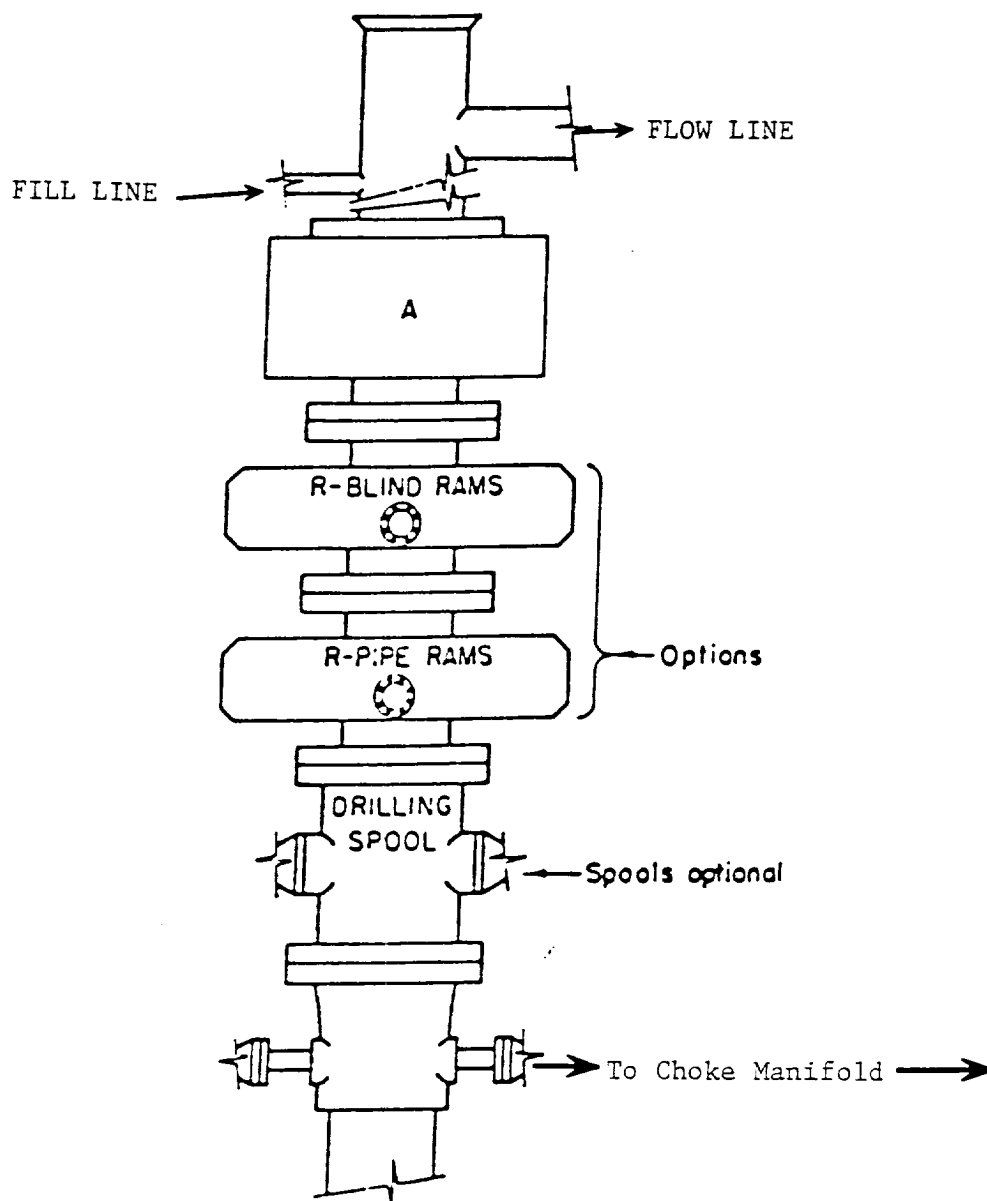 FLOW LINE
FILL LINE
A
R-BLIND RAMS
R-PIPE RAMS
Options
DRILLING
SPOOL
Spools optional
To Choke Manifold